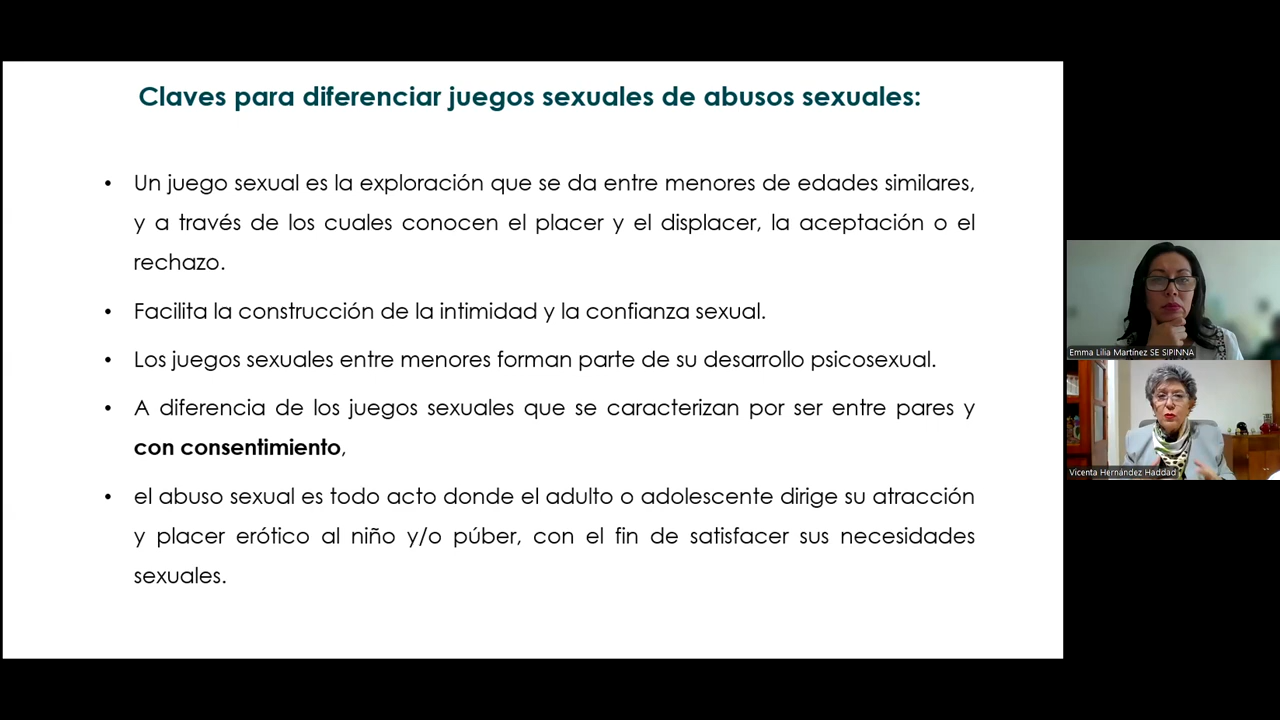 Claves para diferenciar juegos sexuales de abusos sexuales:
• Un juego sexual es la exploración que se da entre menores de edades similares,
y a través de los cuales conocen el placer y el displacer, la aceptación o el
rechazo.
• Facilita la construcción de la intimidad y la confianza sexual.
• Los juegos sexuales entre menores forman parte de su desarrollo psicosexual.
• A diferencia de los juegos sexuales que se caracterizan por ser entre pares y
con consentimiento,
• el abuso sexual es todo acto donde el adulto o adolescente dirige su atracción
y placer erótico al niño y/o púber, con el fin de satisfacer sus necesidades
sexuales.
Emma Lilia Martínez SE SIPINNA
Vicenta Hernández Haddad